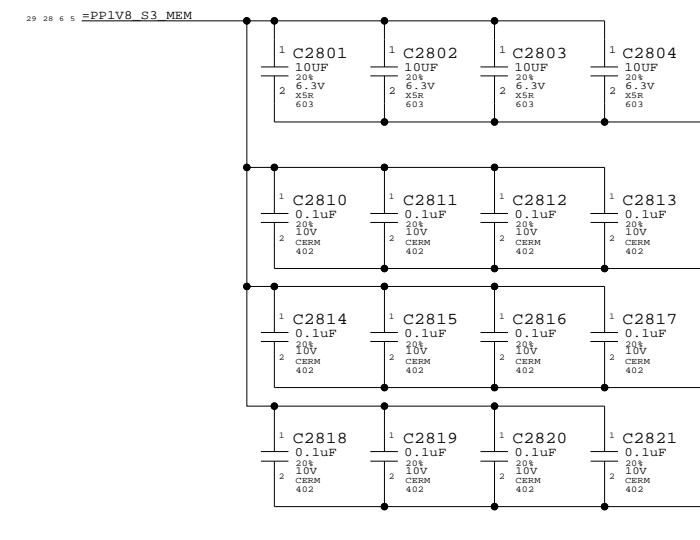 29 28 6 5 =PP1V8_S3_MEM
1 C2801
10UF
20%
6.3V
2
X5R
603
1 C2802
10UF
20%
6.3V
2
X5R
603
1 C2803
10UF
20%
6.3V
2
X5R
603
1 C2804
10UF
20%
6.3V
2
X5R
603
1 C2810
0.1uF
20%
10V
2
CERM
402
1 C2811
0.1uF
20%
10V
2
CERM
402
1 C2812
0.1uF
20%
10V
2
CERM
402
1 C2813
0.1uF
20%
10V
2
CERM
402
1 C2814
0.1uF
20%
10V
2
CERM
402
1 C2815
0.1uF
20%
10V
2
CERM
402
1 C2816
0.1uF
20%
10V
2
CERM
402
1 C2817
0.1uF
20%
10V
2
CERM
402
1 C2818
0.1uF
20%
10V
2
CERM
402
1 C2819
0.1uF
20%
10V
2
CERM
402
1 C2820
0.1uF
20%
10V
2
CERM
402
1 C2821
0.1uF
20%
10V
2
CERM
402